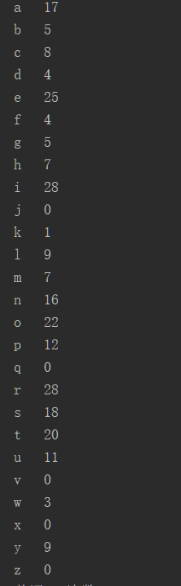 a 17
b 5
c 8
d 4
e 25
f 4
g 5
h 7
i 28
j 0
k 1
l 9
m 7
n 16
o 22
p 12
q 0
r 28
s 18
t 20
u 11
v 0
w 3
x 0
y 9
z 0